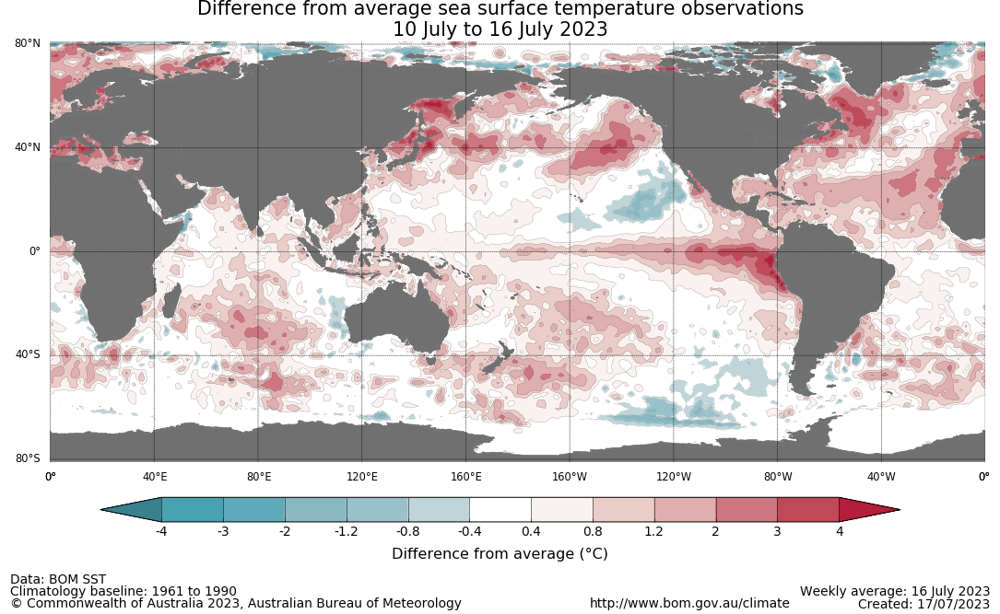 Difference from average sea surface temperature observations
10 July to 16 July 2023
80°N
40°N
0°
40°S
80°S
0° 40°E 80°E 120°E 160°E 160°W 120°W 80°W 40°W 0°
-4 -3 -2 -1.2 -0.8 -0.4 0.4 0.8 1.2 2 3 4
Difference from average (°C)
Data: BOM SST
Climatology baseline: 1961 to 1990
© Commonwealth of Australia 2023, Australian Bureau of Meteorology
http://www.bom.gov.au/climate
Weekly average: 16 July 2023
Created: 17/07/2023